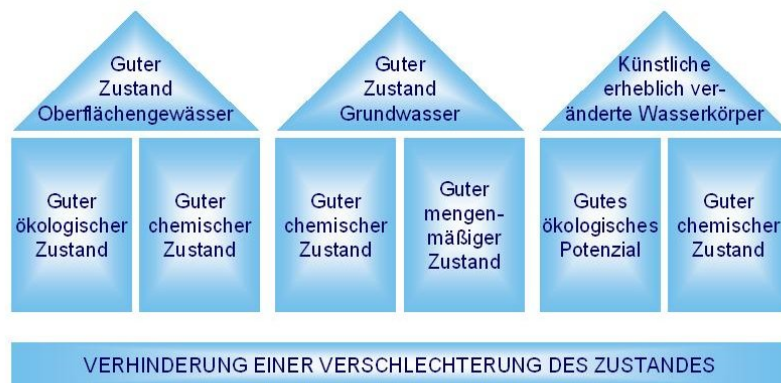 Guter
Zustand
Oberflächengewässer
Guter
Zustand
Grundwasser
Künstliche
erheblich ver-
änderte Wasserkörper
Guter
ökologischer
Zustand
Guter
chemischer
Zustand
Guter
chemischer
Zustand
Guter
mengen-
mäßiger
Zustand
Gutes
ökologisches
Potenzial
Guter
chemischer
Zustand
VERHINDERUNG EINER VERSCHLECHTERUNG DES ZUSTANDES